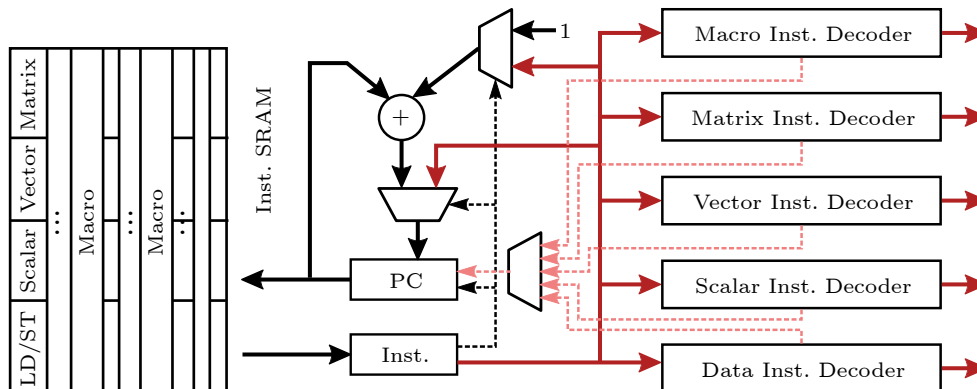 Matrix
Vector
Scalar
LD/ST
...
Macro
...
Macro
...
Inst. SRAM
1
+
PC
Inst.
Macro Inst. Decoder
Matrix Inst. Decoder
Vector Inst. Decoder
Scalar Inst. Decoder
Data Inst. Decoder